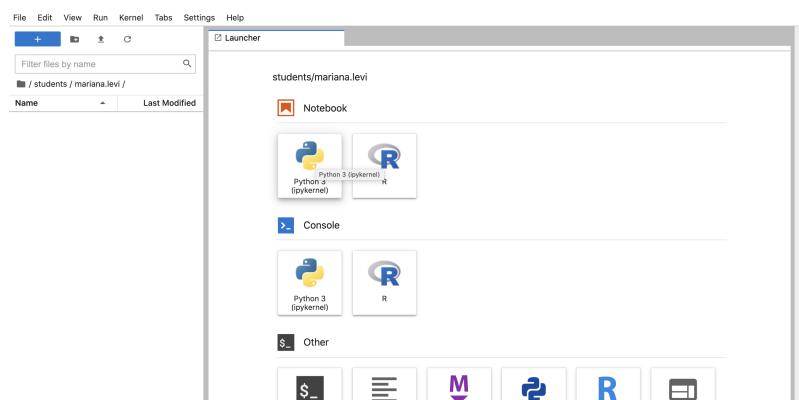 File Edit View Run Kernel Tabs Settings Help
+
Launcher
Filter files by name
/ students / mariana.levi /
Name Last Modified
students/mariana.levi
Notebook
Python 3
(ipykernel)
Python 3 (ipykernel)
R
R
>_ Console
Python 3
(ipykernel)
R
R
$_ Other
$_
M
R